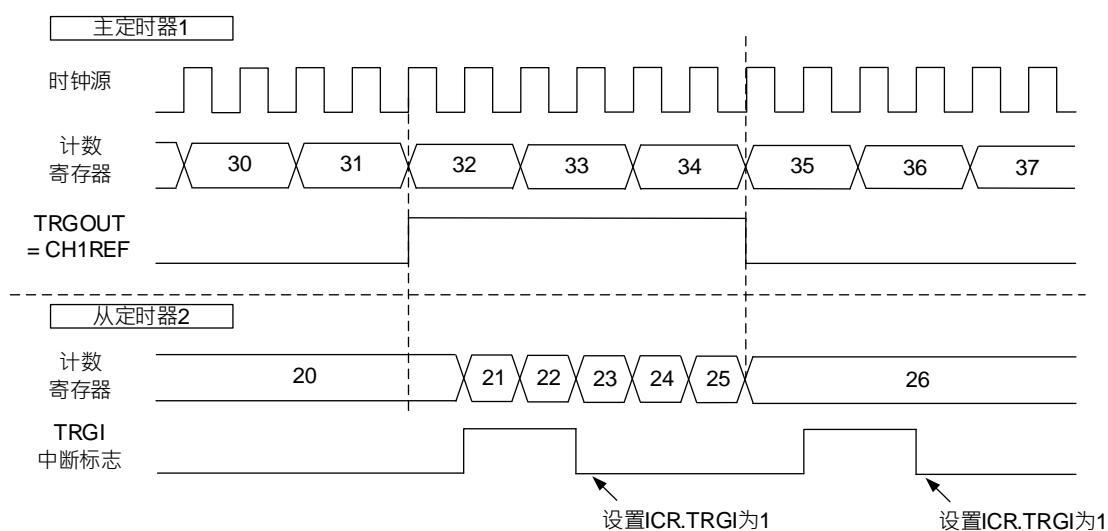 主定时器1
时钟源
计数
寄存器
30 31 32 33 34 35 36 37
TRGOUT
= CH1REF
从定时器2
计数
寄存器
20 21 22 23 24 25 26
TRGI
中断标志
设置ICR.TRGI为1 设置ICR.TRGI为1